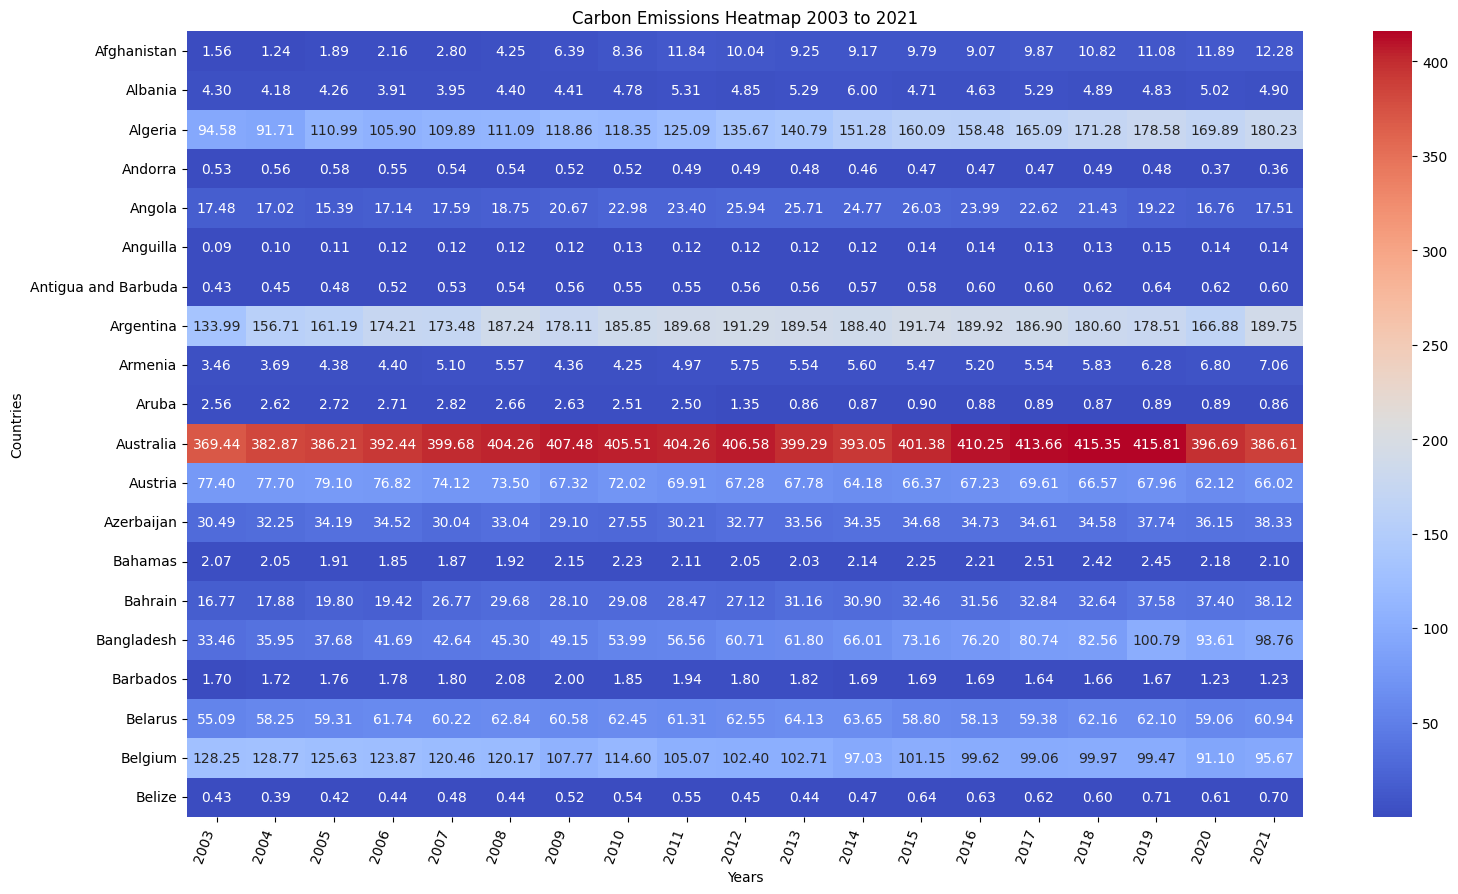 Carbon Emissions Heatmap 2003 to 2021
Afghanistan 1.56 1.24 1.89 2.16 2.80 4.25 6.39 8.36 11.84 10.04 9.25 9.17 9.79 9.07 9.87 10.82 11.08 11.89 12.28
Albania 4.30 4.18 4.26 3.91 3.95 4.40 4.41 4.78 5.31 4.85 5.29 6.00 4.71 4.63 5.29 4.89 4.83 5.02 4.90
Algeria 94.58 91.71 110.99 105.90 109.89 111.09 118.86 118.35 125.09 135.67 140.79 151.28 160.09 158.48 165.09 171.28 178.58 169.89 180.23
Andorra 0.53 0.56 0.58 0.55 0.54 0.54 0.52 0.52 0.49 0.49 0.48 0.46 0.47 0.47 0.47 0.49 0.48 0.37 0.36
Angola 17.48 17.02 15.39 17.14 17.59 18.75 20.67 22.98 23.40 25.94 25.71 24.77 26.03 23.99 22.62 21.43 19.22 16.76 17.51
Anguilla 0.09 0.10 0.11 0.12 0.12 0.12 0.12 0.13 0.12 0.12 0.12 0.12 0.14 0.14 0.13 0.13 0.15 0.14 0.14
Antigua and Barbuda 0.43 0.45 0.48 0.52 0.53 0.54 0.56 0.55 0.55 0.56 0.56 0.57 0.58 0.60 0.60 0.62 0.64 0.62 0.60
Argentina 133.99 156.71 161.19 174.21 173.48 187.24 178.11 185.85 189.68 191.29 189.54 188.40 191.74 189.92 186.90 180.60 178.51 166.88 189.75
Armenia 3.46 3.69 4.38 4.40 5.10 5.57 4.36 4.25 4.97 5.75 5.54 5.60 5.47 5.20 5.54 5.83 6.28 6.80 7.06
Aruba 2.56 2.62 2.72 2.71 2.82 2.66 2.63 2.51 2.50 1.35 0.86 0.87 0.90 0.88 0.89 0.87 0.89 0.89 0.86
Australia 369.44 382.87 386.21 392.44 399.68 404.26 407.48 405.51 404.26 406.58 399.29 393.05 401.38 410.25 413.66 415.35 415.81 396.69 386.61
Austria 77.40 77.70 79.10 76.82 74.12 73.50 67.32 72.02 69.91 67.28 67.78 64.18 66.37 67.23 69.61 66.57 67.96 62.12 66.02
Azerbaijan 30.49 32.25 34.19 34.52 30.04 33.04 29.10 27.55 30.21 32.77 33.56 34.35 34.68 34.73 34.61 34.58 37.74 36.15 38.33
Bahamas 2.07 2.05 1.91 1.85 1.87 1.92 2.15 2.23 2.11 2.05 2.03 2.14 2.25 2.21 2.51 2.42 2.45 2.18 2.10
Bahrain 16.77 17.88 19.80 19.42 26.77 29.68 28.10 29.08 28.47 27.12 31.16 30.90 32.46 31.56 32.84 32.64 37.58 37.40 38.12
Bangladesh 33.46 35.95 37.68 41.69 42.64 45.30 49.15 53.99 56.56 60.71 61.80 66.01 73.16 76.20 80.74 82.56 100.79 93.61 98.76
Barbados 1.70 1.72 1.76 1.78 1.80 2.08 2.00 1.85 1.94 1.80 1.82 1.69 1.69 1.69 1.64 1.66 1.67 1.23 1.23
Belarus 55.09 58.25 59.31 61.74 60.22 62.84 60.58 62.45 61.31 62.55 64.13 63.65 58.80 58.13 59.38 62.16 62.10 59.06 60.94
Belgium 128.25 128.77 125.63 123.87 120.46 120.17 107.77 114.60 105.07 102.40 102.71 97.03 101.15 99.62 99.06 99.97 99.47 91.10 95.67
Belize 0.43 0.39 0.42 0.44 0.48 0.44 0.52 0.54 0.55 0.45 0.44 0.47 0.64 0.63 0.62 0.60 0.71 0.61 0.70
2003 2004 2005 2006 2007 2008 2009 2010 2011 2012 2013 2014 2015 2016 2017 2018 2019 2020 2021
Years
Countries
400
350
300
250
200
150
100
50